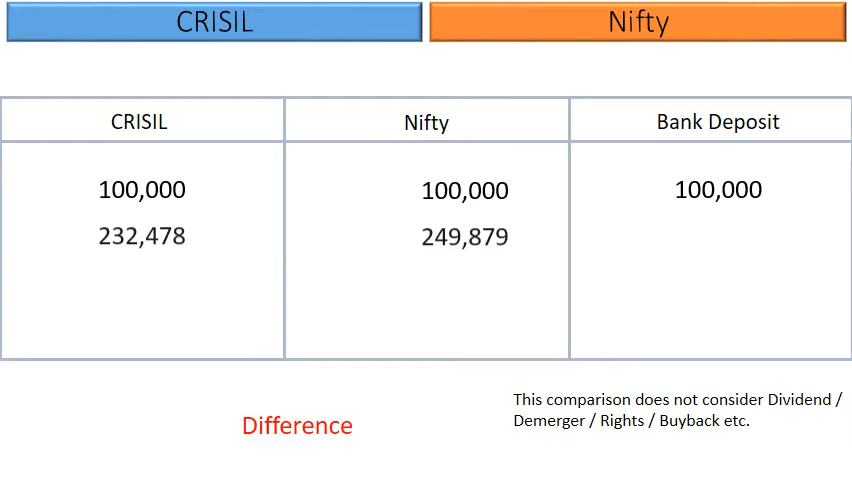 CRISIL Nifty
CRISIL Nifty Bank Deposit
100,000 100,000 100,000
232,478 249,879
This comparison does not consider Dividend /
Demerger / Rights / Buyback etc.
Difference